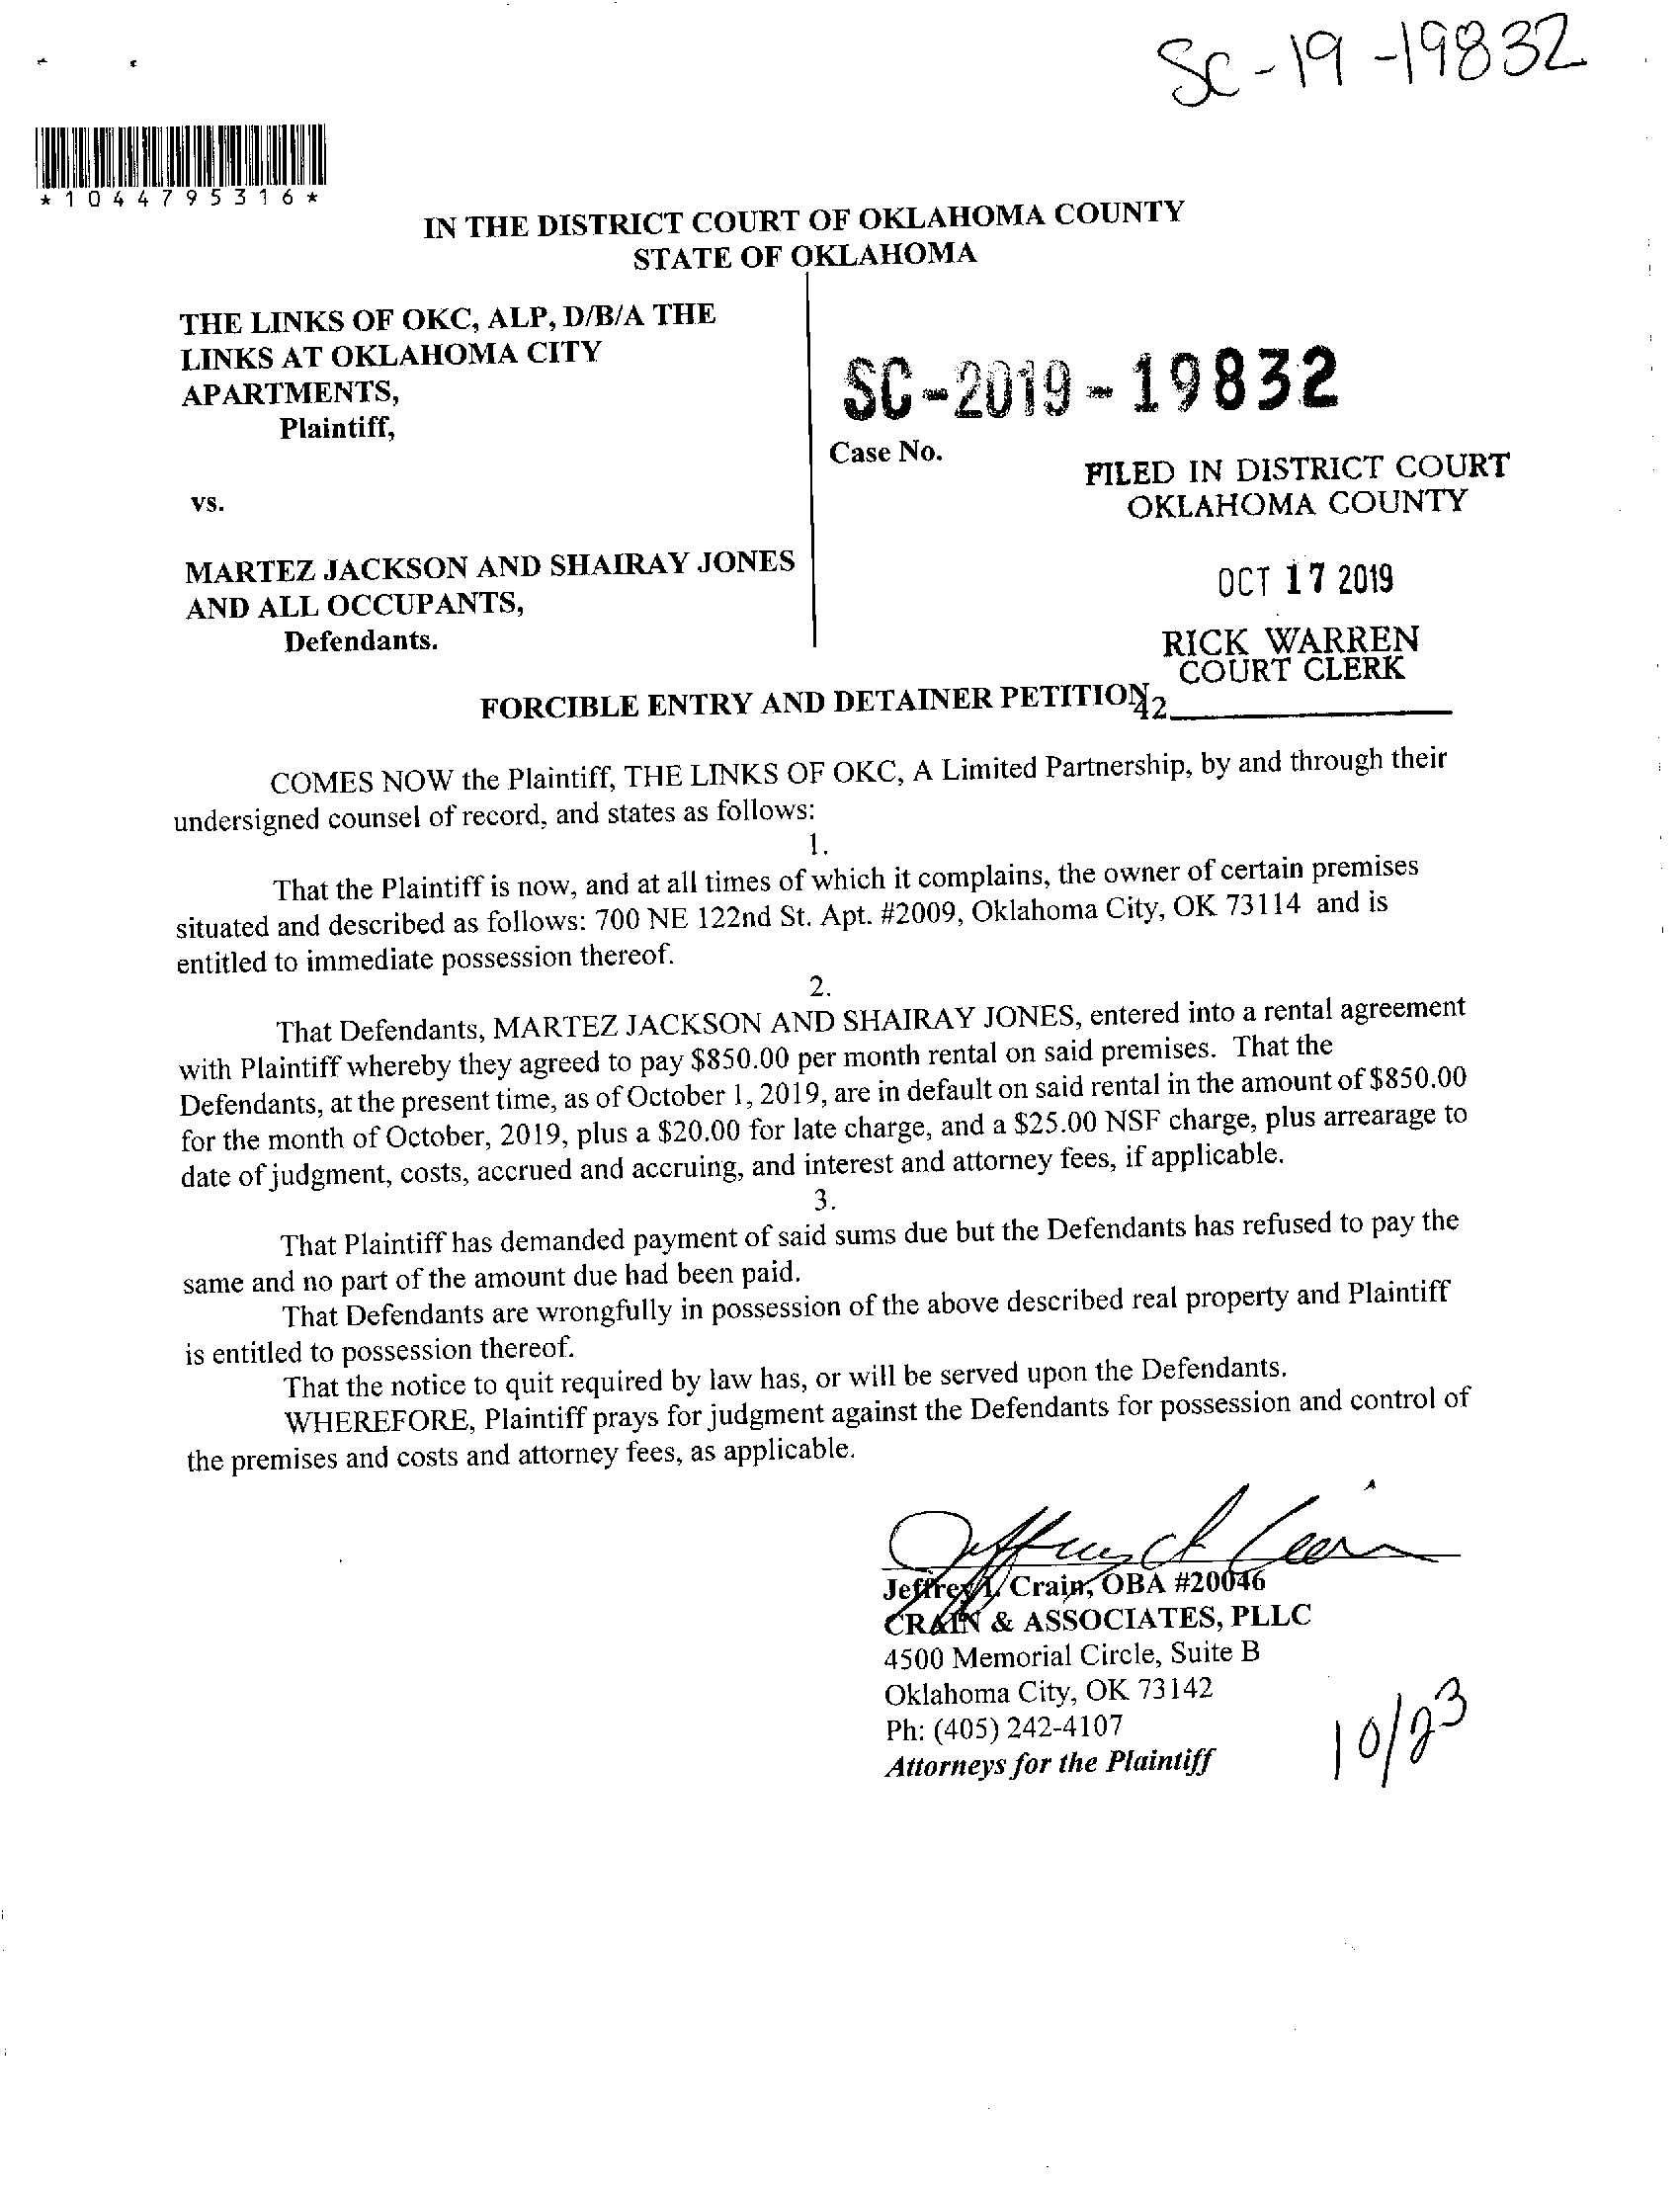 SC-19-19832
*1044795316*
IN THE DISTRICT COURT OF OKLAHOMA COUNTY
STATE OF OKLAHOMA
THE LINKS OF OKC, ALP, D/B/A THE
LINKS AT OKLAHOMA CITY
APARTMENTS,
Plaintiff,
vs.
MARTEZ JACKSON AND SHAIRAY JONES
AND ALL OCCUPANTS,
Defendants.
SC-2019-19832
Case No.
FILED IN DISTRICT COURT
OKLAHOMA COUNTY
OCT 17 2019
RICK WARREN
COURT CLERK
42
FORCIBLE ENTRY AND DETAINER PETITION
COMES NOW the Plaintiff, THE LINKS OF OKC, A Limited Partnership, by and through their
undersigned counsel of record, and states as follows:
1.
That the Plaintiff is now, and at all times of which it complains, the owner of certain premises
situated and described as follows: 700 NE 122nd St. Apt. #2009, Oklahoma City, OK 73114 and is
entitled to immediate possession thereof.
2.
That Defendants, MARTEZ JACKSON AND SHAIRAY JONES, entered into a rental agreement
with Plaintiff whereby they agreed to pay $850.00 per month rental on said premises. That the
Defendants, at the present time, as of October 1, 2019, are in default on said rental in the amount of $850.00
for the month of October, 2019, plus a $20.00 for late charge, and a $25.00 NSF charge, plus arrearage to
date of judgment, costs, accrued and accruing, and interest and attorney fees, if applicable.
3.
That Plaintiff has demanded payment of said sums due but the Defendants has refused to pay the
same and no part of the amount due had been paid.
That Defendants are wrongfully in possession of the above described real property and Plaintiff
is entitled to possession thereof.
That the notice to quit required by law has, or will be served upon the Defendants.
WHEREFORE, Plaintiff prays for judgment against the Defendants for possession and control of
the premises and costs and attorney fees, as applicable.
Jeffrey Crain, OBA #20046
CRAIN & ASSOCIATES, PLLC
4500 Memorial Circle, Suite B
Oklahoma City, OK 73142
Ph: (405) 242-4107
Attorneys for the Plaintiff
10/23